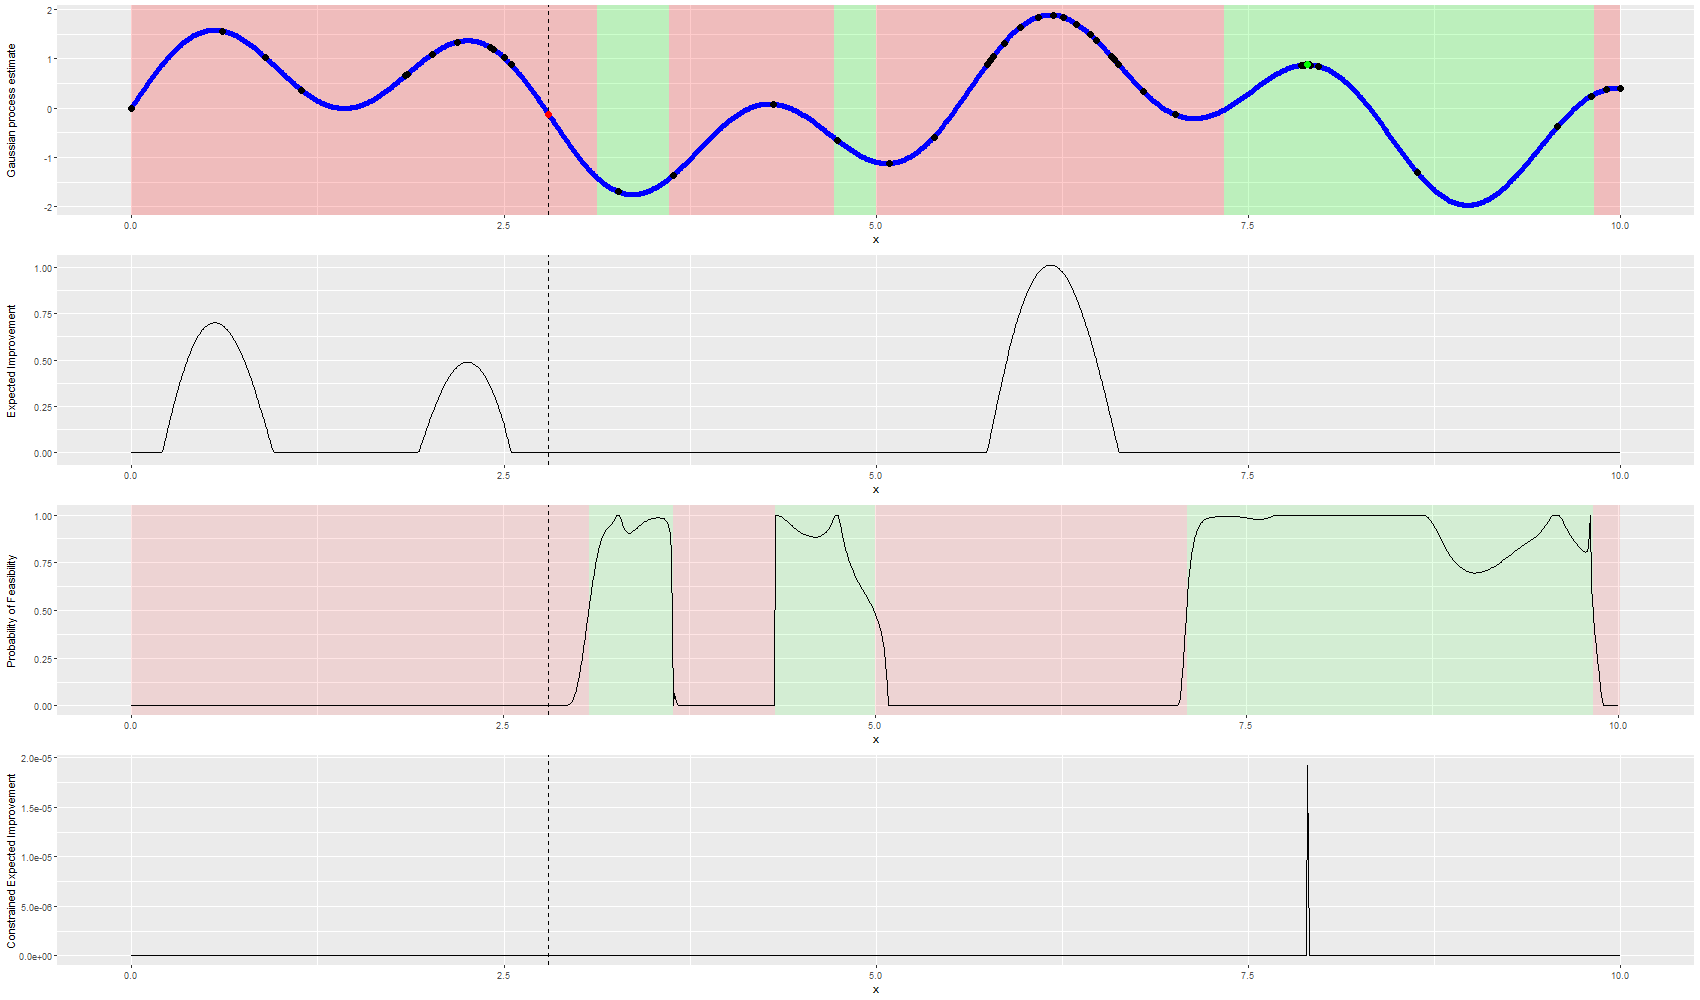 Gaussian process estimate
2
1
0
-1
-2
0.0 2.5 5.0 7.5 10.0
x
Expected Improvement
1.00
0.75
0.50
0.25
0.00
0.0 2.5 5.0 7.5 10.0
x
Probability of Feasibility
1.00
0.75
0.50
0.25
0.00
0.0 2.5 5.0 7.5 10.0
x
Constrained Expected Improvement
2.0e-05
1.5e-05
1.0e-05
5.0e-06
0.0e+00
0.0 2.5 5.0 7.5 10.0
x